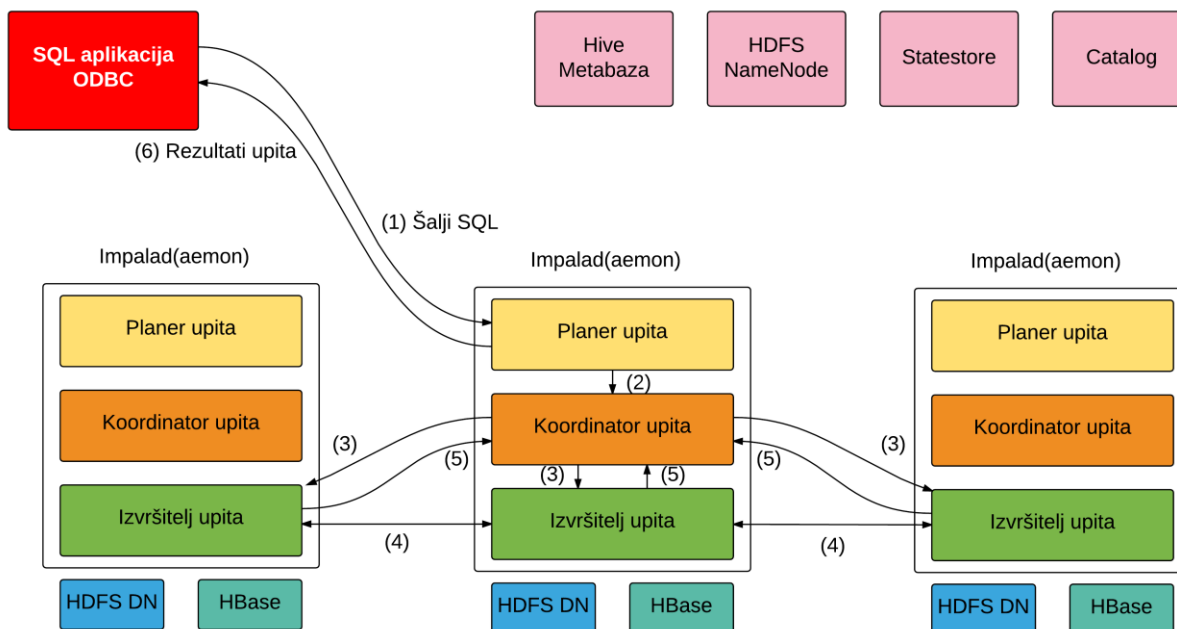 SQL aplikacija
ODBC
Hive
Metabaza
HDFS
NameNode
Statestore
Catalog
(6) Rezultati upita
(1) Šalji SQL
Impalad(aemon)
Impalad(aemon)
Impalad(aemon)
Planer upita
Planer upita
Planer upita
(2)
Koordinator upita
Koordinator upita
Koordinator upita
(3)
(5)
(3)
(5)
(5)
(3)
Izvršitelj upita
Izvršitelj upita
Izvršitelj upita
(4)
(4)
HDFS DN
HBase
HDFS DN
HBase
HDFS DN
HBase